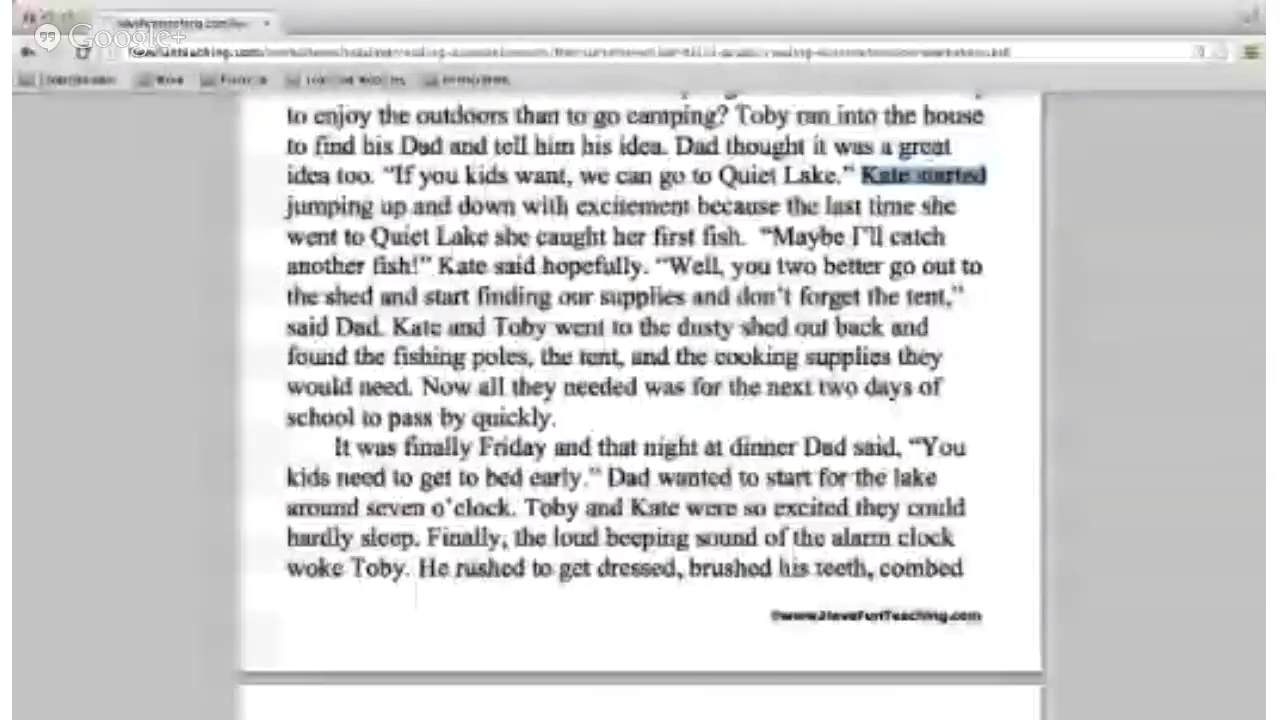 Google+
to enjoy the outdoors than to go camping? Toby ran into the house
to find his Dad and tell him his idea. Dad thought it was a great
idea too. “If you kids want, we can go to Quiet Lake.” Kate started
jumping up and down with excitement because the last time she
went to Quiet Lake she caught her first fish. “Maybe I’ll catch
another fish!” Kate said hopefully. “Well, you two better go out to
the shed and start finding our supplies and don’t forget the tent,”
said Dad. Kate and Toby went to the dusty shed out back and
found the fishing poles, the tent, and the cooking supplies they
would need. Now all they needed was for the next two days of
school to pass by quickly.
It was finally Friday and that night at dinner Dad said, “You
kids need to get to bed early.” Dad wanted to start for the lake
around seven o’clock. Toby and Kate were so excited they could
hardly sleep. Finally, the loud beeping sound of the alarm clock
woke Toby. He rushed to get dressed, brushed his teeth, combed
©www.IloveFunTeaching.com